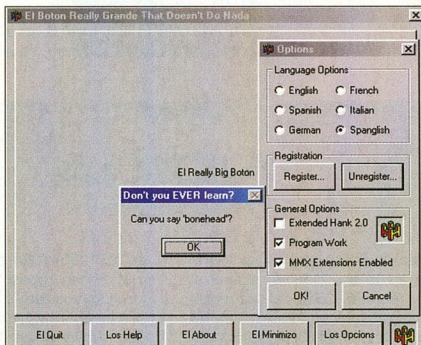 El Boton Really Grande That Doesn't Do Nada
Options
Language Options
English
French
Spanish
Italian
German
Spanglish
Registration
Register...
Unregister...
El Really Big Boton
Don't you EVER learn?
Can you say 'bonehead'?
OK
General Options
Extended Hank 2.0
Program Work
MMX Extensions Enabled
OK!
Cancel
El Quit
Los Help
El About
El Minimizo
Los Opcions